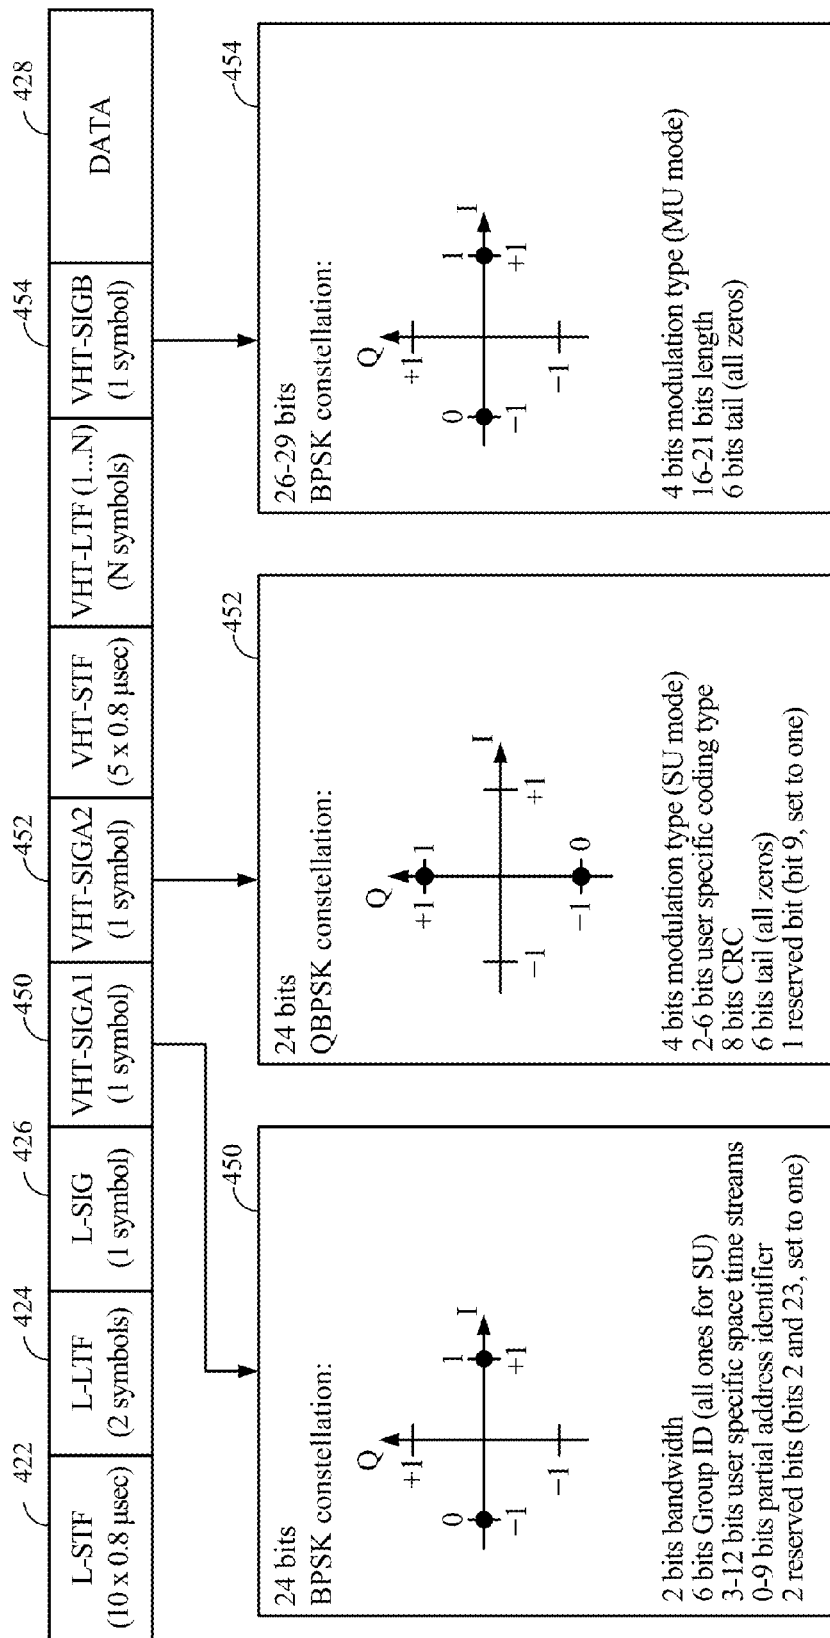 422
424
426
450
452
454
428
L-STF
(10 x 0.8 µsec)
L-LTF
(2 symbols)
L-SIG
(1 symbol)
VHT-SIGA1
(1 symbol)
VHT-SIGA2
(1 symbol)
VHT-STF
(5 x 0.8 µsec)
VHT-LTF (1...N)
(N symbols)
VHT-SIGB
(1 symbol)
DATA
450
24 bits
BPSK constellation:
Q
+1
I
0
1
−1
+1
−1
2 bits bandwidth
6 bits Group ID (all ones for SU)
3-12 bits user specific space time streams
0-9 bits partial address identifier
2 reserved bits (bits 2 and 23, set to one)
452
24 bits
QBPSK constellation:
Q
+1
1
I
−1
+1
−1
0
4 bits modulation type (SU mode)
2-6 bits user specific coding type
8 bits CRC
6 bits tail (all zeros)
1 reserved bit (bit 9, set to one)
454
26-29 bits
BPSK constellation:
Q
+1
I
0
1
−1
+1
−1
4 bits modulation type (MU mode)
16-21 bits length
6 bits tail (all zeros)